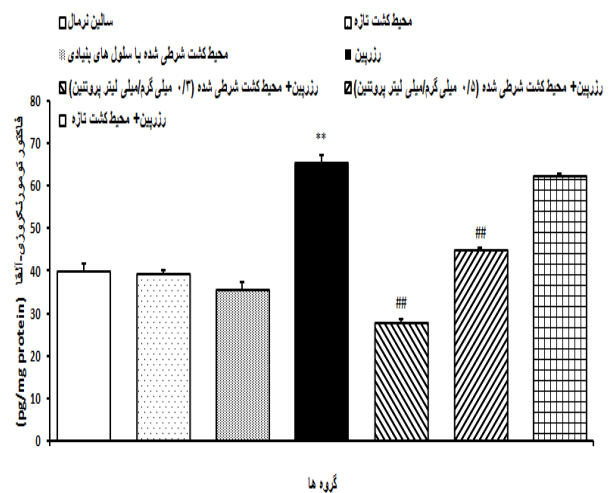 سالین نرمال
محیط کشت تازه
محیط کشت شرطی شده با سلول های بنیادی
رزرپین
رزرپین+ محیط کشت شرطی شده (۰/۳ میلی گرم/میلی لیتر پروتئین)
رزرپین+ محیط کشت شرطی شده (۰/۵ میلی گرم/میلی لیتر پروتئین)
رزرپین+ محیط کشت تازه
فاکتور تومورنکروزی-آلفا (pg/mg protein)
80
70
60
50
40
30
20
10
0
**
##
##
گروه ها